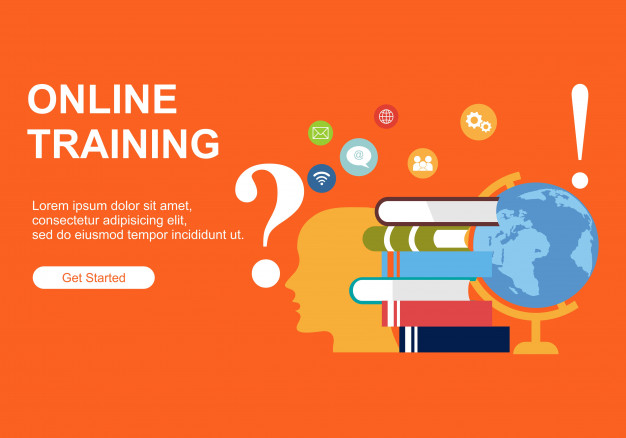 ONLINE
TRAINING
Lorem ipsum dolor sit amet,
consectetur adipisicing elit,
sed do eiusmod tempor incididunt ut.
Get Started
?
!
@